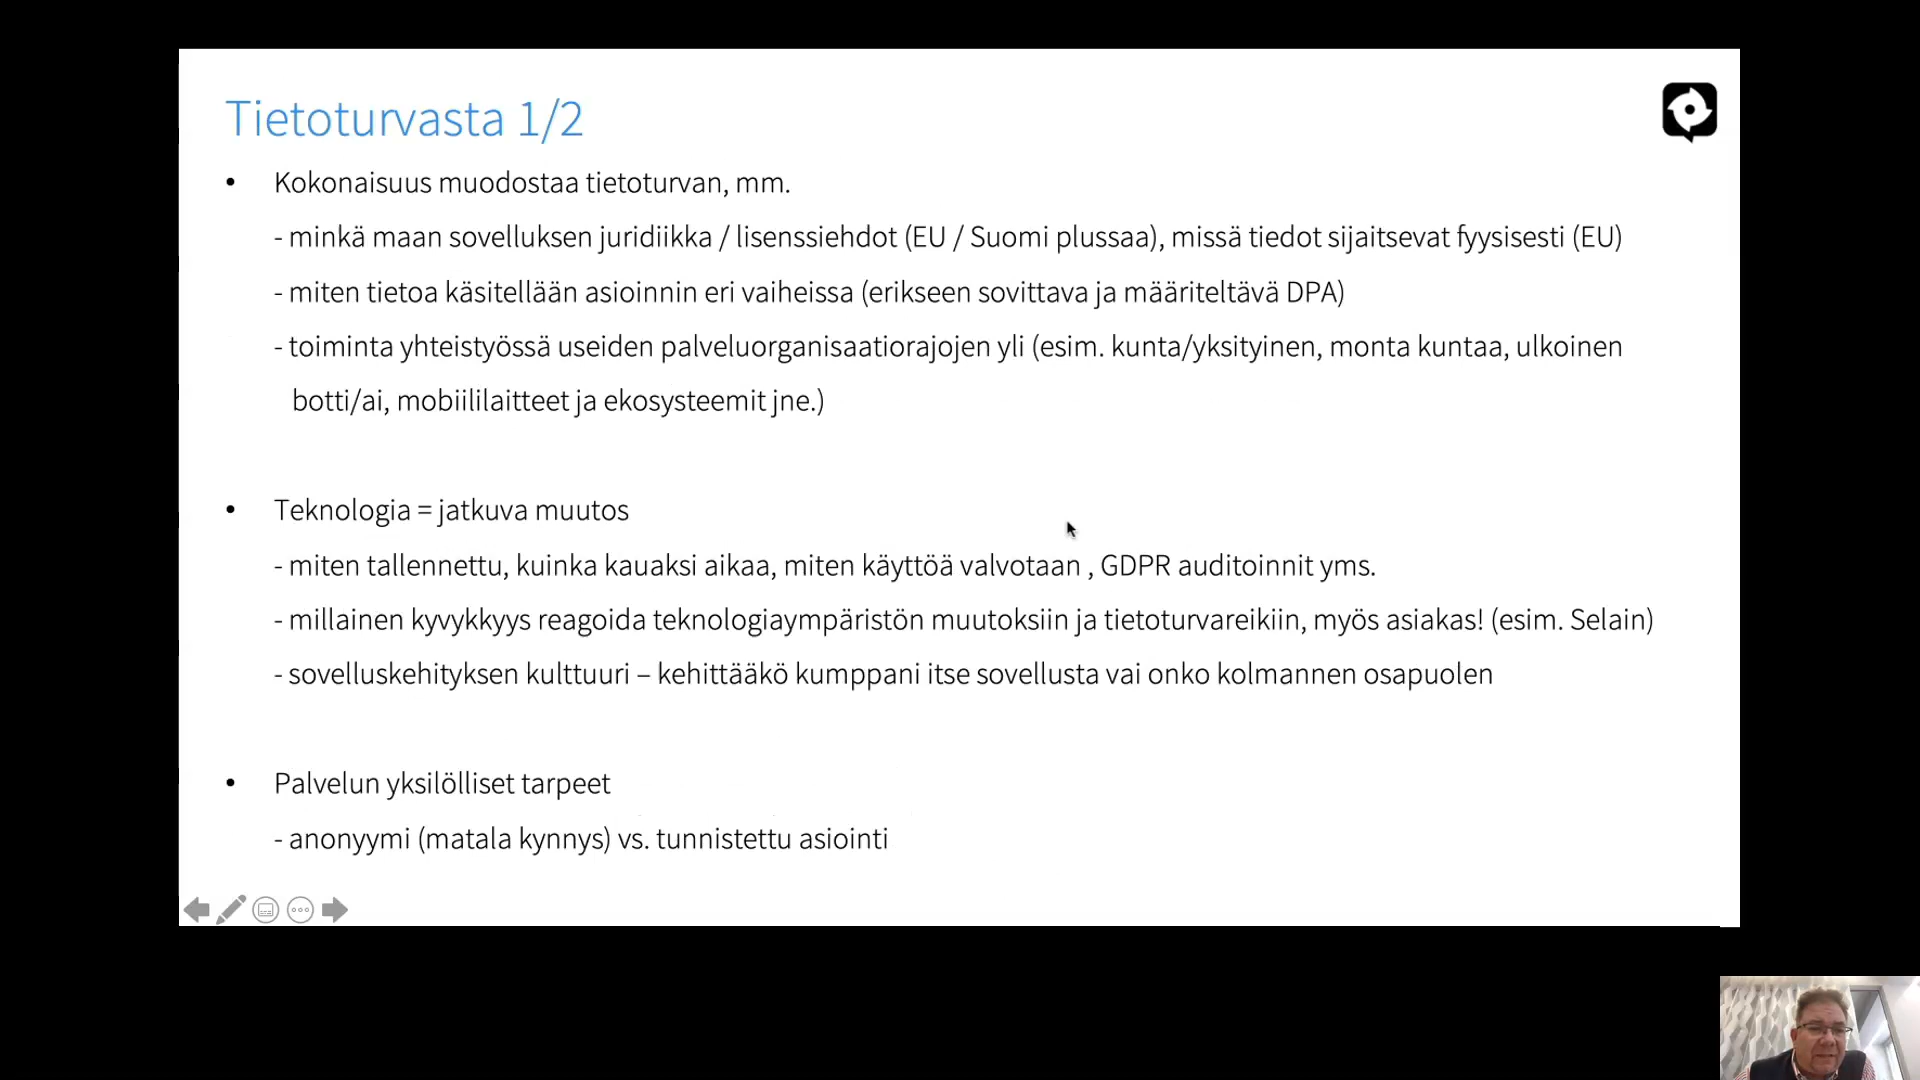 Tietoturvasta 1/2
• Kokonaisuus muodostaa tietoturvan, mm.
- minkä maan sovelluksen juridiikka / lisenssiehdot (EU / Suomi plussaa), missä tiedot sijaitsevat fyysisesti (EU)
- miten tietoa käsitellään asioinnin eri vaiheissa (erikseen sovittava ja määriteltävä DPA)
- toiminta yhteistyössä useiden palveluorganisaatiorajojen yli (esim. kunta/yksityinen, monta kuntaa, ulkoinen
botti/ai, mobiililaitteet ja ekosysteemit jne.)
• Teknologia = jatkuva muutos
- miten tallennettu, kuinka kauaksi aikaa, miten käyttöä valvotaan , GDPR auditoinnit yms.
- millainen kyvykkyys reagoida teknologiaympäristön muutoksiin ja tietoturvareikiin, myös asiakas! (esim. Selain)
- sovelluskehityksen kulttuuri – kehittääkö kumppani itse sovellusta vai onko kolmannen osapuolen
• Palvelun yksilölliset tarpeet
- anonyymi (matala kynnys) vs. tunnistettu asiointi